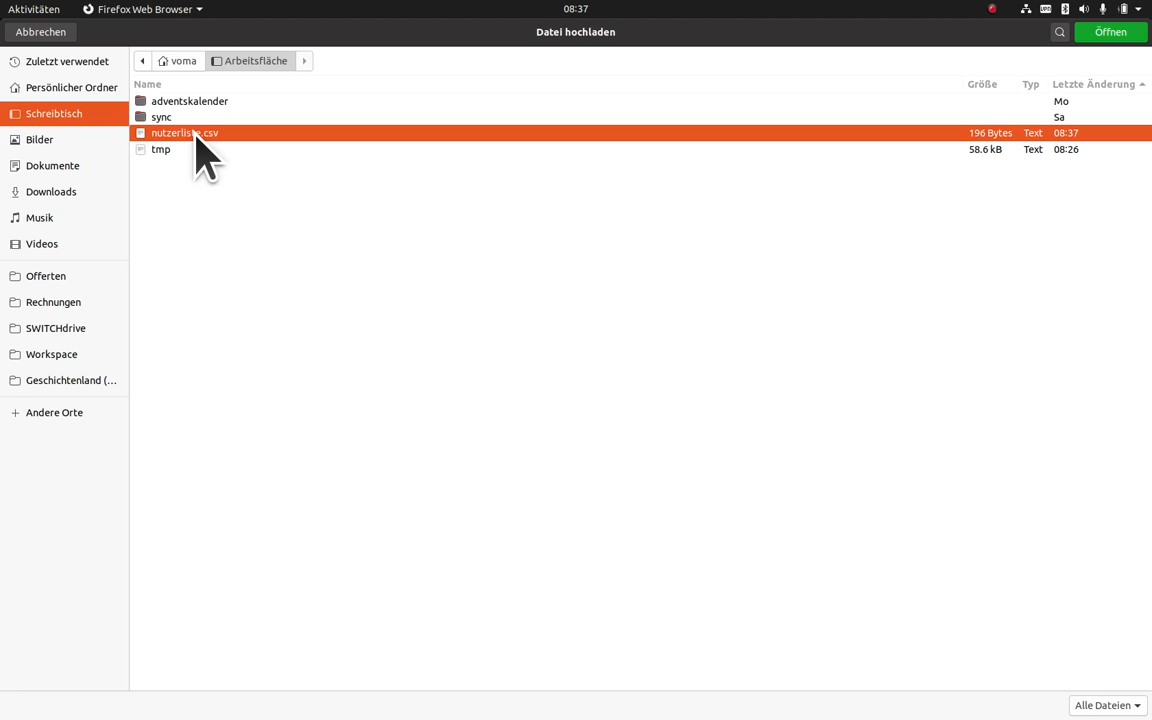 Aktivitäten Firefox Web Browser 08:37
Abbrechen Datei hochladen Öffnen
voma Arbeitsfläche
Name Größe Typ Letzte Änderung
adventskalender Mo
sync Sa
nutzerliste.csv 196 Bytes Text 08:37
tmp 58.6 kB Text 08:26
Zuletzt verwendet
Persönlicher Ordner
Schreibtisch
Bilder
Dokumente
Downloads
Musik
Videos
Offerten
Rechnungen
SWITCHdrive
Workspace
Geschichtenland (...
Andere Orte
Alle Dateien